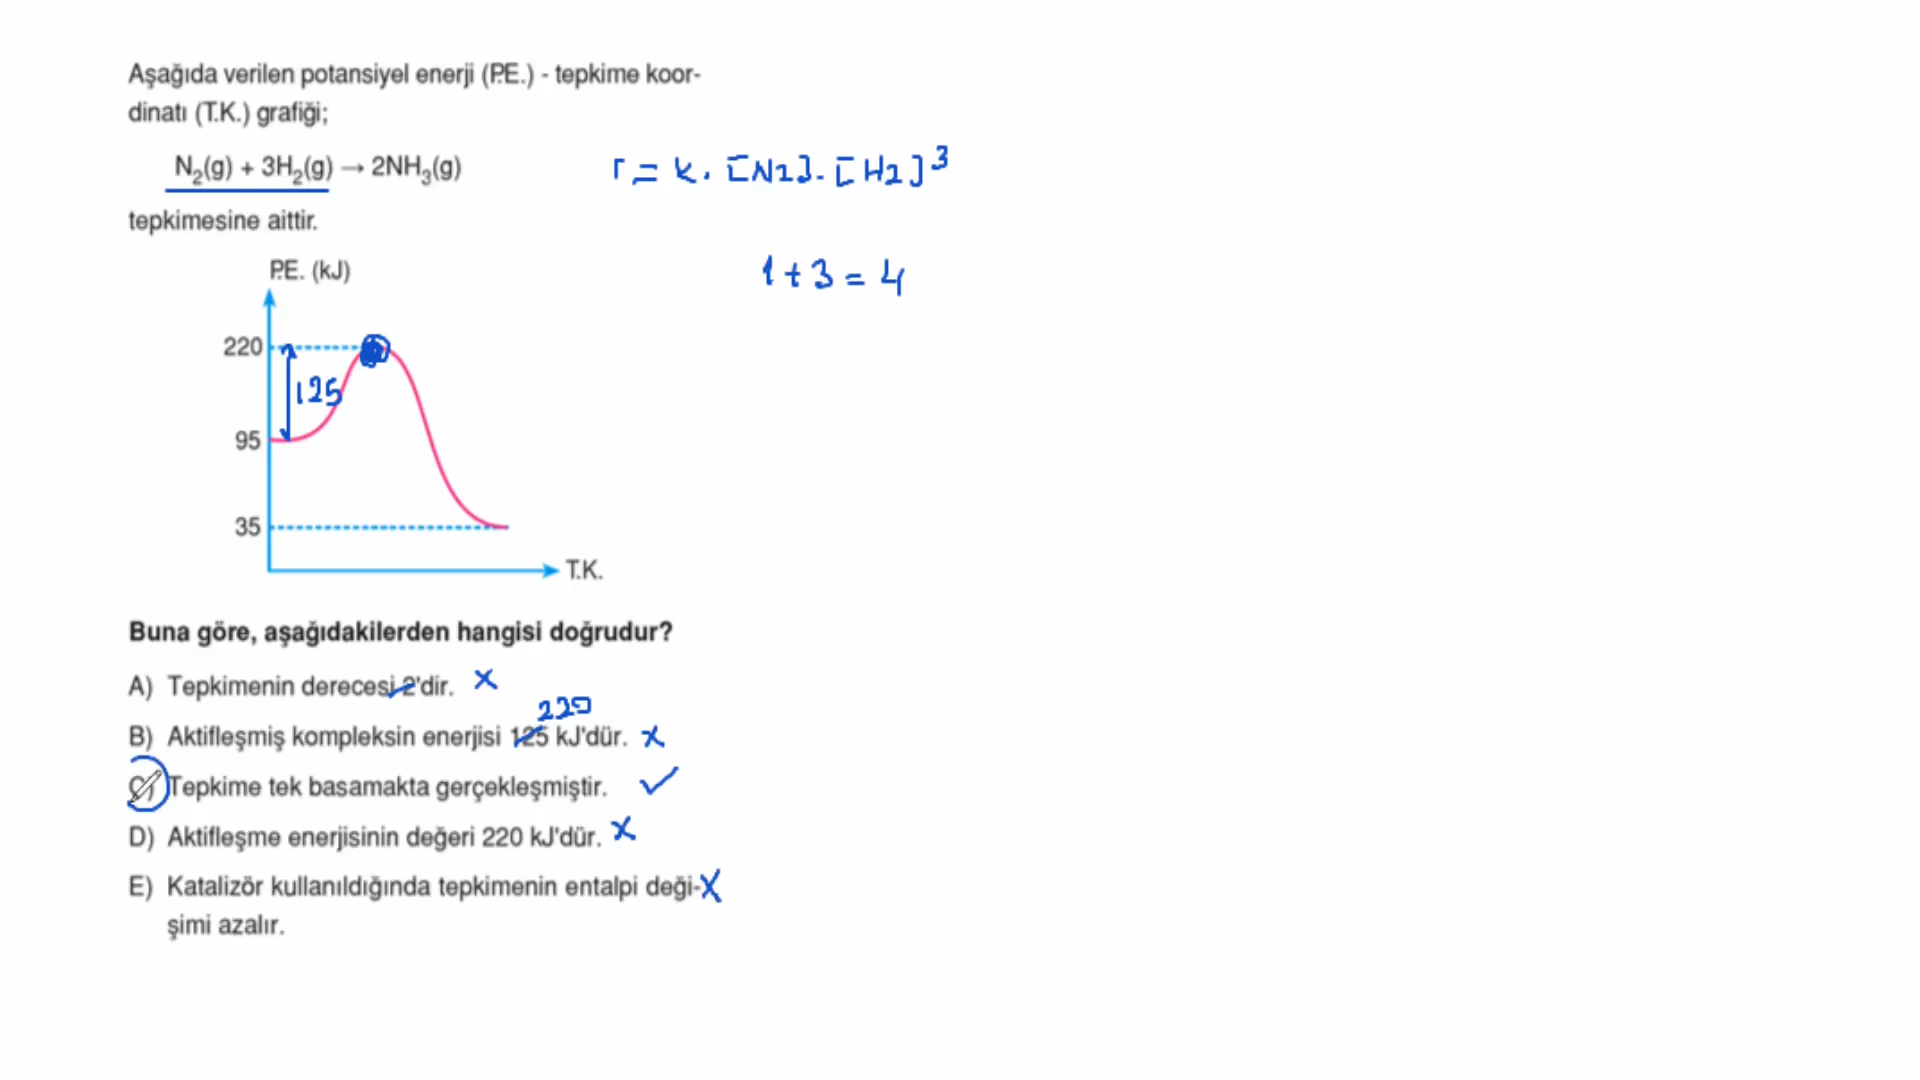 Aşağıda verilen potansiyel enerji (P.E.) - tepkime koor-
dinatı (T.K.) grafiği;
N₂(g) + 3H₂(g) → 2NH₃(g)
r = k. [N2]. [H2]³
tepkimesine aittir.
1+3=4
P.E. (kJ)
220
125
95
35
T.K.
Buna göre, aşağıdakilerden hangisi doğrudur?
A) Tepkimenin derecesi 2'dir. x
220
B) Aktifleşmiş kompleksin enerjisi 125 kJ'dür. x
C) Tepkime tek basamakta gerçekleşmiştir. ✓
D) Aktifleşme enerjisinin değeri 220 kJ'dür. x
E) Katalizör kullanıldığında tepkimenin entalpi deği- x
şimi azalır.